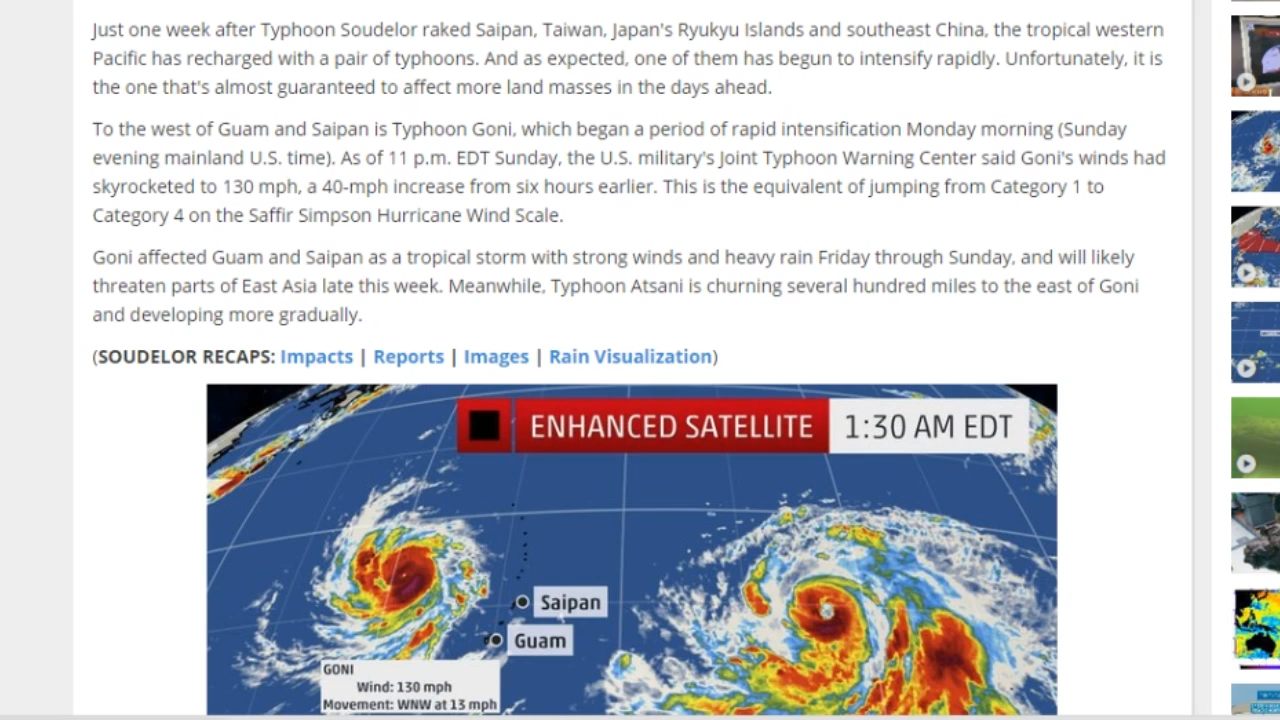 Just one week after Typhoon Soudelor raked Saipan, Taiwan, Japan's Ryukyu Islands and southeast China, the tropical western
Pacific has recharged with a pair of typhoons. And as expected, one of them has begun to intensify rapidly. Unfortunately, it is
the one that's almost guaranteed to affect more land masses in the days ahead.
To the west of Guam and Saipan is Typhoon Goni, which began a period of rapid intensification Monday morning (Sunday
evening mainland U.S. time). As of 11 p.m. EDT Sunday, the U.S. military's Joint Typhoon Warning Center said Goni's winds had
skyrocketed to 130 mph, a 40-mph increase from six hours earlier. This is the equivalent of jumping from Category 1 to
Category 4 on the Saffir Simpson Hurricane Wind Scale.
Goni affected Guam and Saipan as a tropical storm with strong winds and heavy rain Friday through Sunday, and will likely
threaten parts of East Asia late this week. Meanwhile, Typhoon Atsani is churning several hundred miles to the east of Goni
and developing more gradually.
(SOUDELOR RECAPS: Impacts | Reports | Images | Rain Visualization)
ENHANCED SATELLITE 1:30 AM EDT
Saipan
Guam
GONI
Wind: 130 mph
Movement: WNW at 13 mph